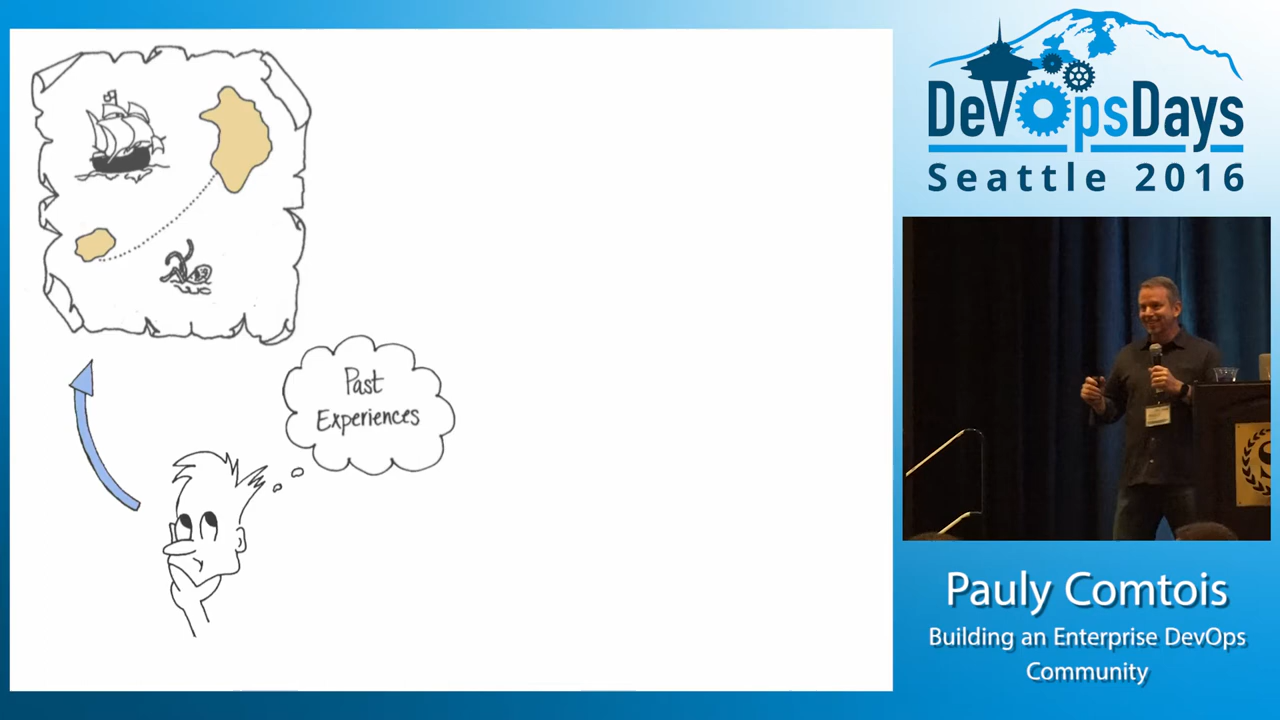 Past
Experiences
DevOpsDays
Seattle 2016
Pauly Comtois
Building an Enterprise DevOps
Community